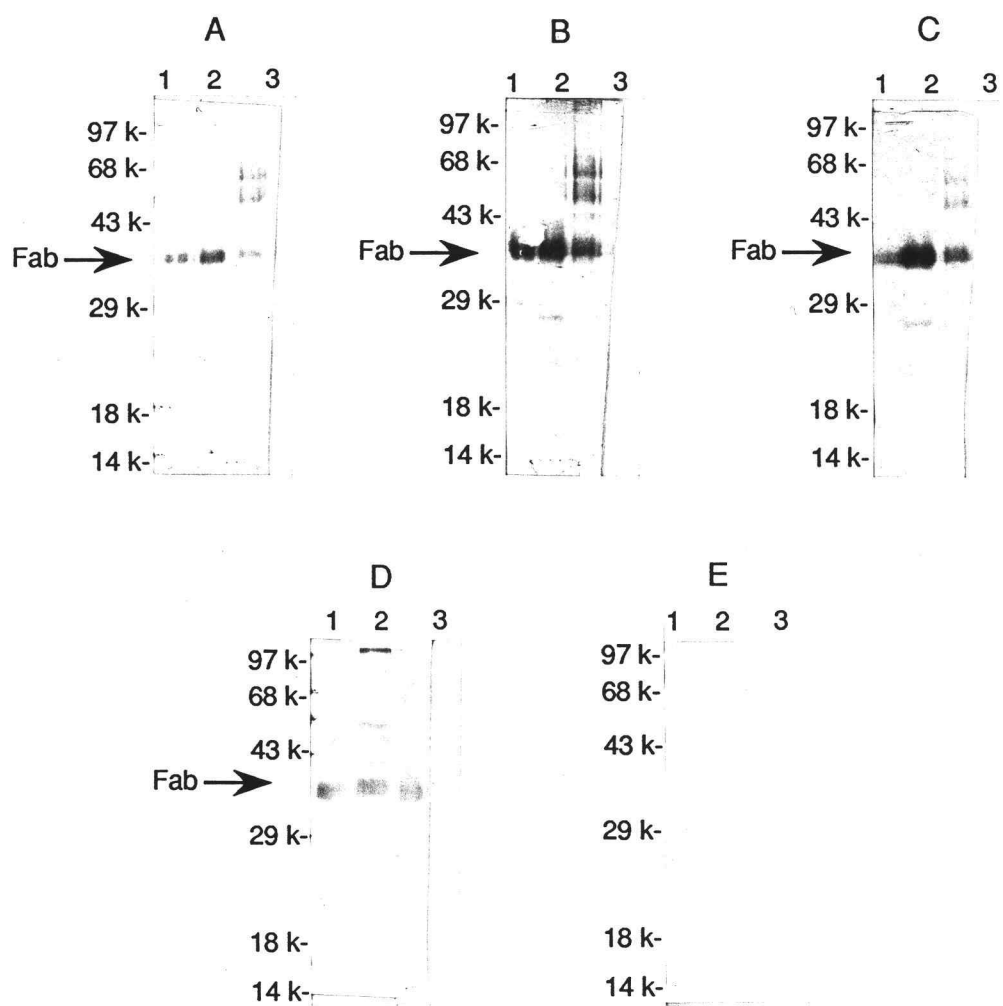 A
1 2 3
97 k-
68 k-
43 k-
Fab
29 k-
18 k-
14 k-
B
1 2 3
97 k-
68 k-
43 k-
Fab
29 k-
18 k-
14 k-
C
1 2 3
97 k-
68 k-
43 k-
Fab
29 k-
18 k-
14 k-
D
1 2 3
97 k-
68 k-
43 k-
Fab
29 k-
18 k-
14 k-
E
1 2 3
97 k-
68 k-
43 k-
29 k-
18 k-
14 k-